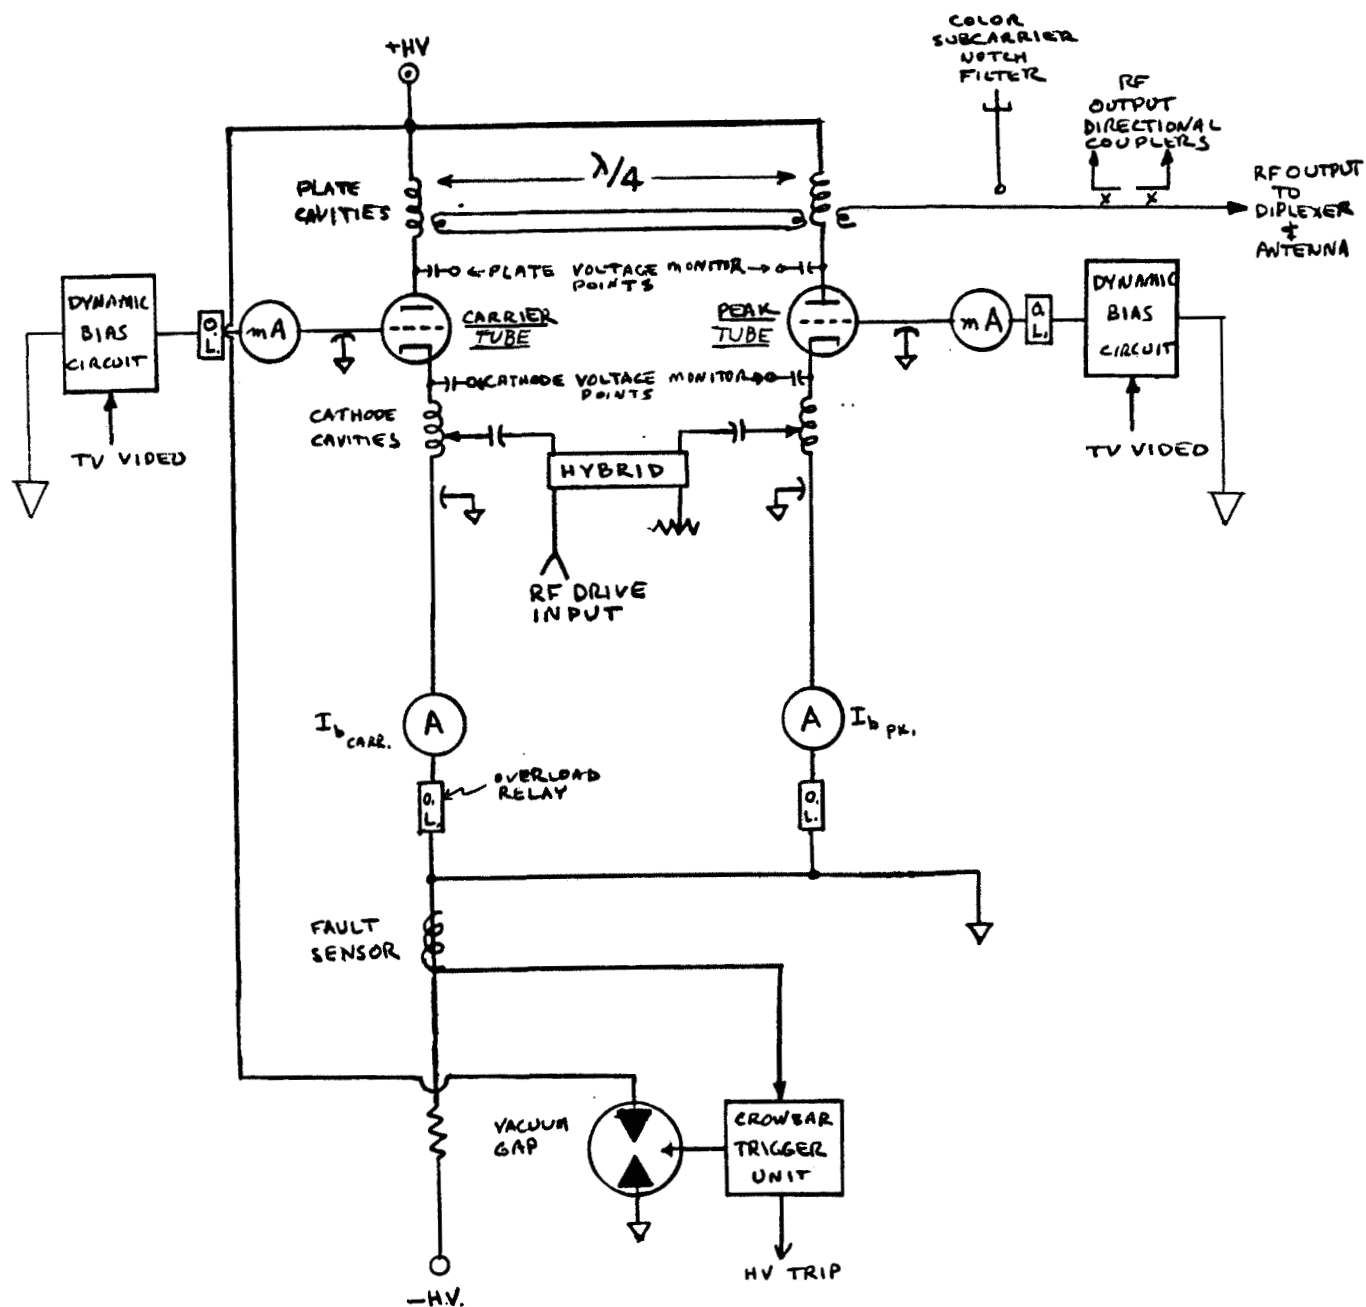 COLOR
SUBCARRIER
NOTCH
FILTER
+HV
RF
OUTPUT
DIRECTIONAL
COUPLERS
λ/4
PLATE
CAVITIES
RF OUTPUT
TO
DIPLEXER
&
ANTENNA
x x
PLATE VOLTAGE MONITOR
POINTS
DYNAMIC
BIAS
CIRCUIT
O.
L.
mA
CARRIER
TUBE
PEAK
TUBE
mA
O.
L.
DYNAMIC
BIAS
CIRCUIT
CATHODE VOLTAGE MONITOR
POINTS
CATHODE
CAVITIES
TV VIDEO
TV VIDEO
HYBRID
RF DRIVE
INPUT
Ib CARR.
A
A
Ib PK.
OVERLOAD
RELAY
O.
L.
O.
L.
FAULT
SENSOR
VACUUM
GAP
CROWBAR
TRIGGER
UNIT
HV TRIP
–H.V.